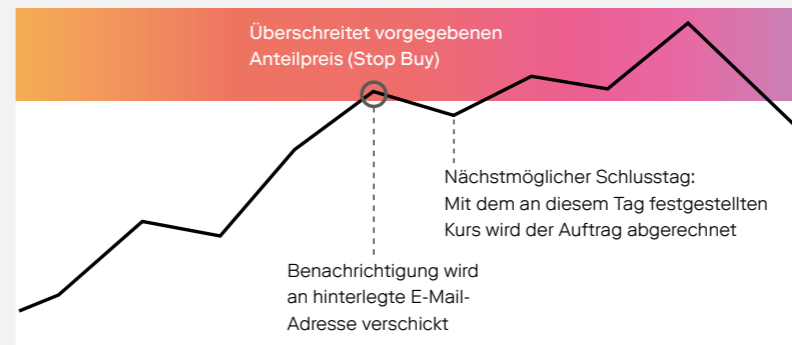 Überschreitet vorgegebenen
Anteilpreis (Stop Buy)
Nächstmöglicher Schlusstag:
Mit dem an diesem Tag festgestellten
Kurs wird der Auftrag abgerechnet
Benachrichtigung wird
an hinterlegte E-Mail-
Adresse verschickt